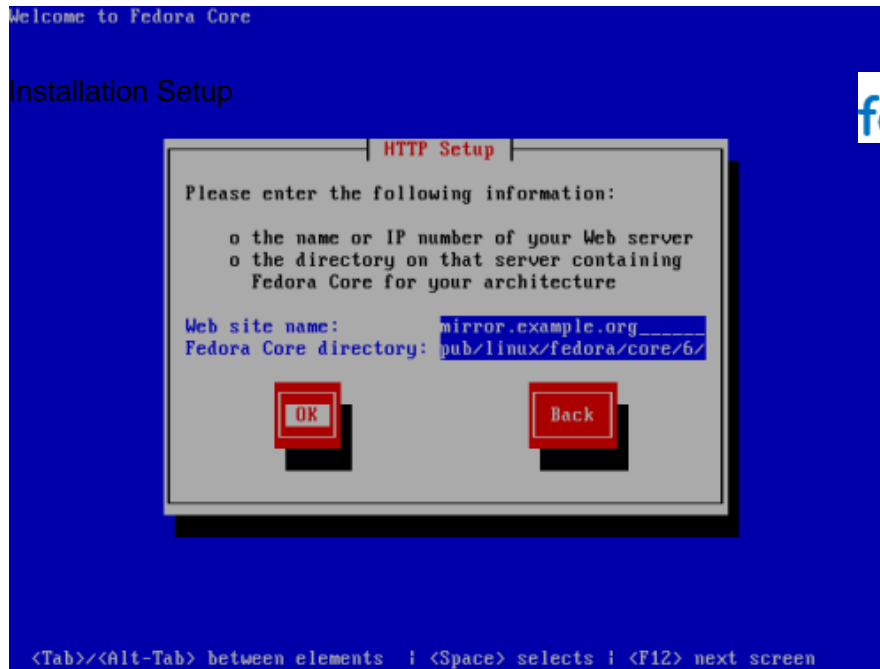 Welcome to Fedora Core
Installation Setup
HTTP Setup
Please enter the following information:
o the name or IP number of your Web server
o the directory on that server containing
Fedora Core for your architecture
Web site name: mirror.example.org______
Fedora Core directory: pub/linux/fedora/core/6/
OK Back
<Tab>/<Alt-Tab> between elements | <Space> selects | <F12> next screen